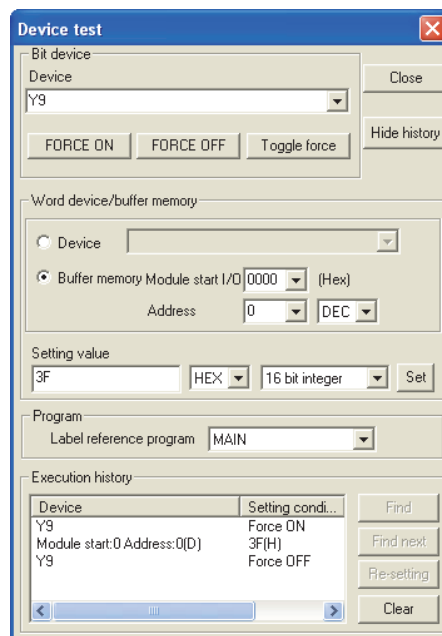 Device test
Bit device
Device
Close
Y9
FORCE ON FORCE OFF Toggle force
Hide history
Word device/buffer memory
Device
Buffer memory Module start I/O 0000 (Hex)
Address 0 DEC
Setting value
3F HEX 16 bit integer Set
Program
Label reference program MAIN
Execution history
Device Setting condi...
Y9 Force ON
Module start:0 Address:0(D) 3F(H)
Y9 Force OFF
Find
Find next
Re-setting
Clear